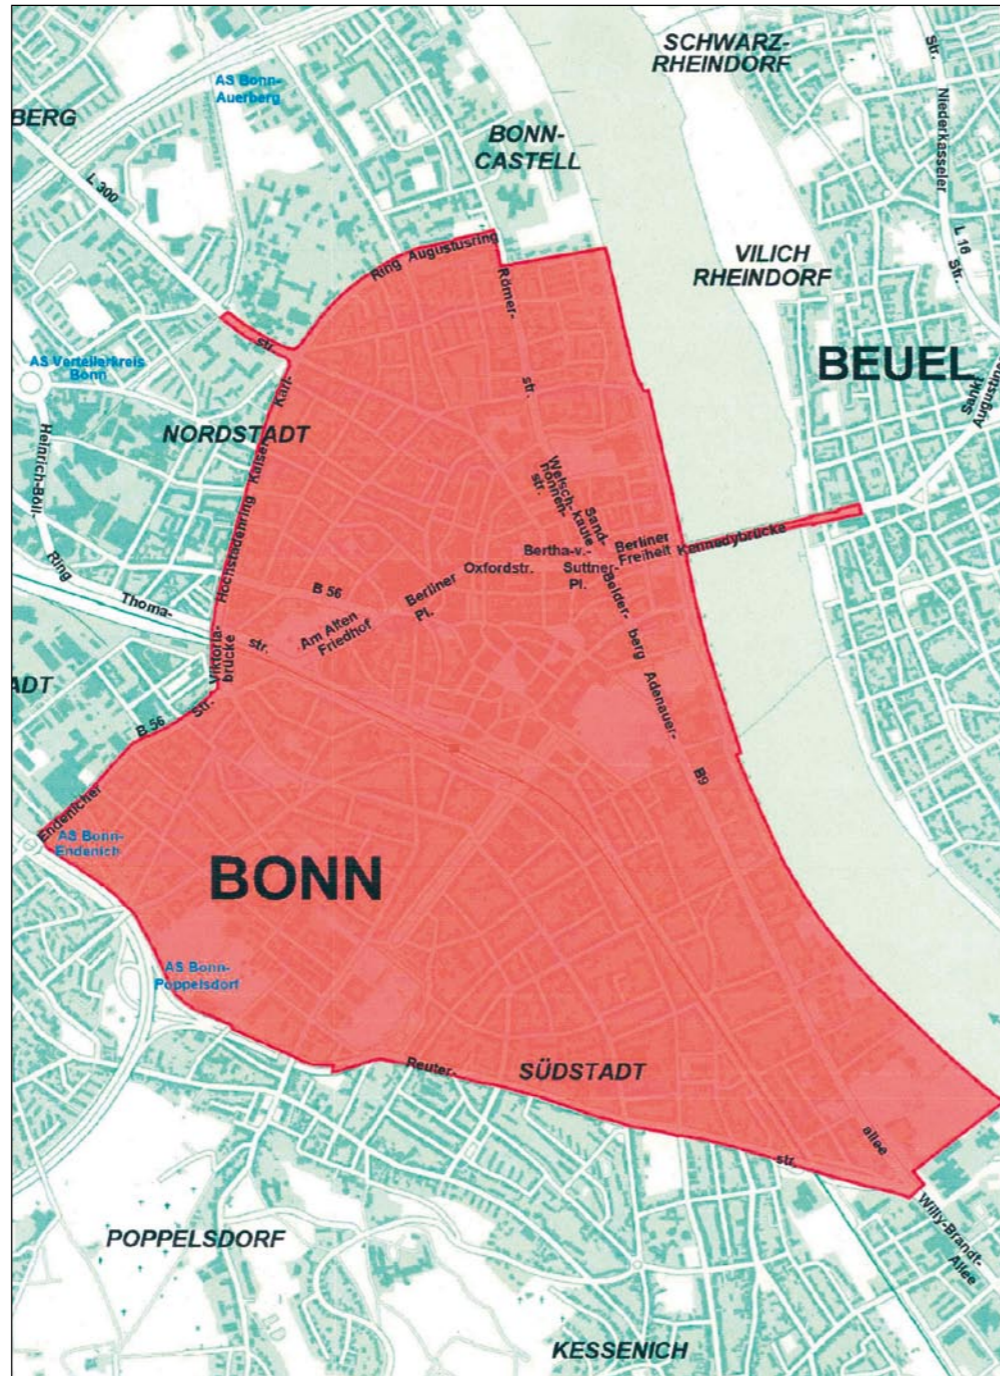 SCHWARZ-
RHEINDORF
Str.
AS Bonn-
Auerberg
BERG
BONN-
CASTELL
Niederkasseler
L 300
L 16
Str.
VILICH
RHEINDORF
Ring Augustusring
Römer-
str.
str.
AS Verteilerkreis
Bonn
BEUEL
Sankt
Augustiner
Karl-
Kaiser
Hochstadenring
NORDSTADT
Heinrich-Böll-
Ring
Welsch-
nonnen-
str.
Sand-
kaule
Bertha-v.-
Suttner-
Pl.
Berliner
Freiheit
Kennedybrücke
Oxfordstr.
Berliner
Pl.
B 56
Thoma-
str.
Am Alten
Friedhof
Belder-
berg
Viktoria-
brücke
ADT
Adenauer-
B 56
Str.
B9
Endenicher
AS Bonn-
Endenich
BONN
AS Bonn-
Poppelsdorf
Reuter-
SÜDSTADT
str.
allee
Willy-Brandt-
Allee
POPPELSDORF
KESSENICH